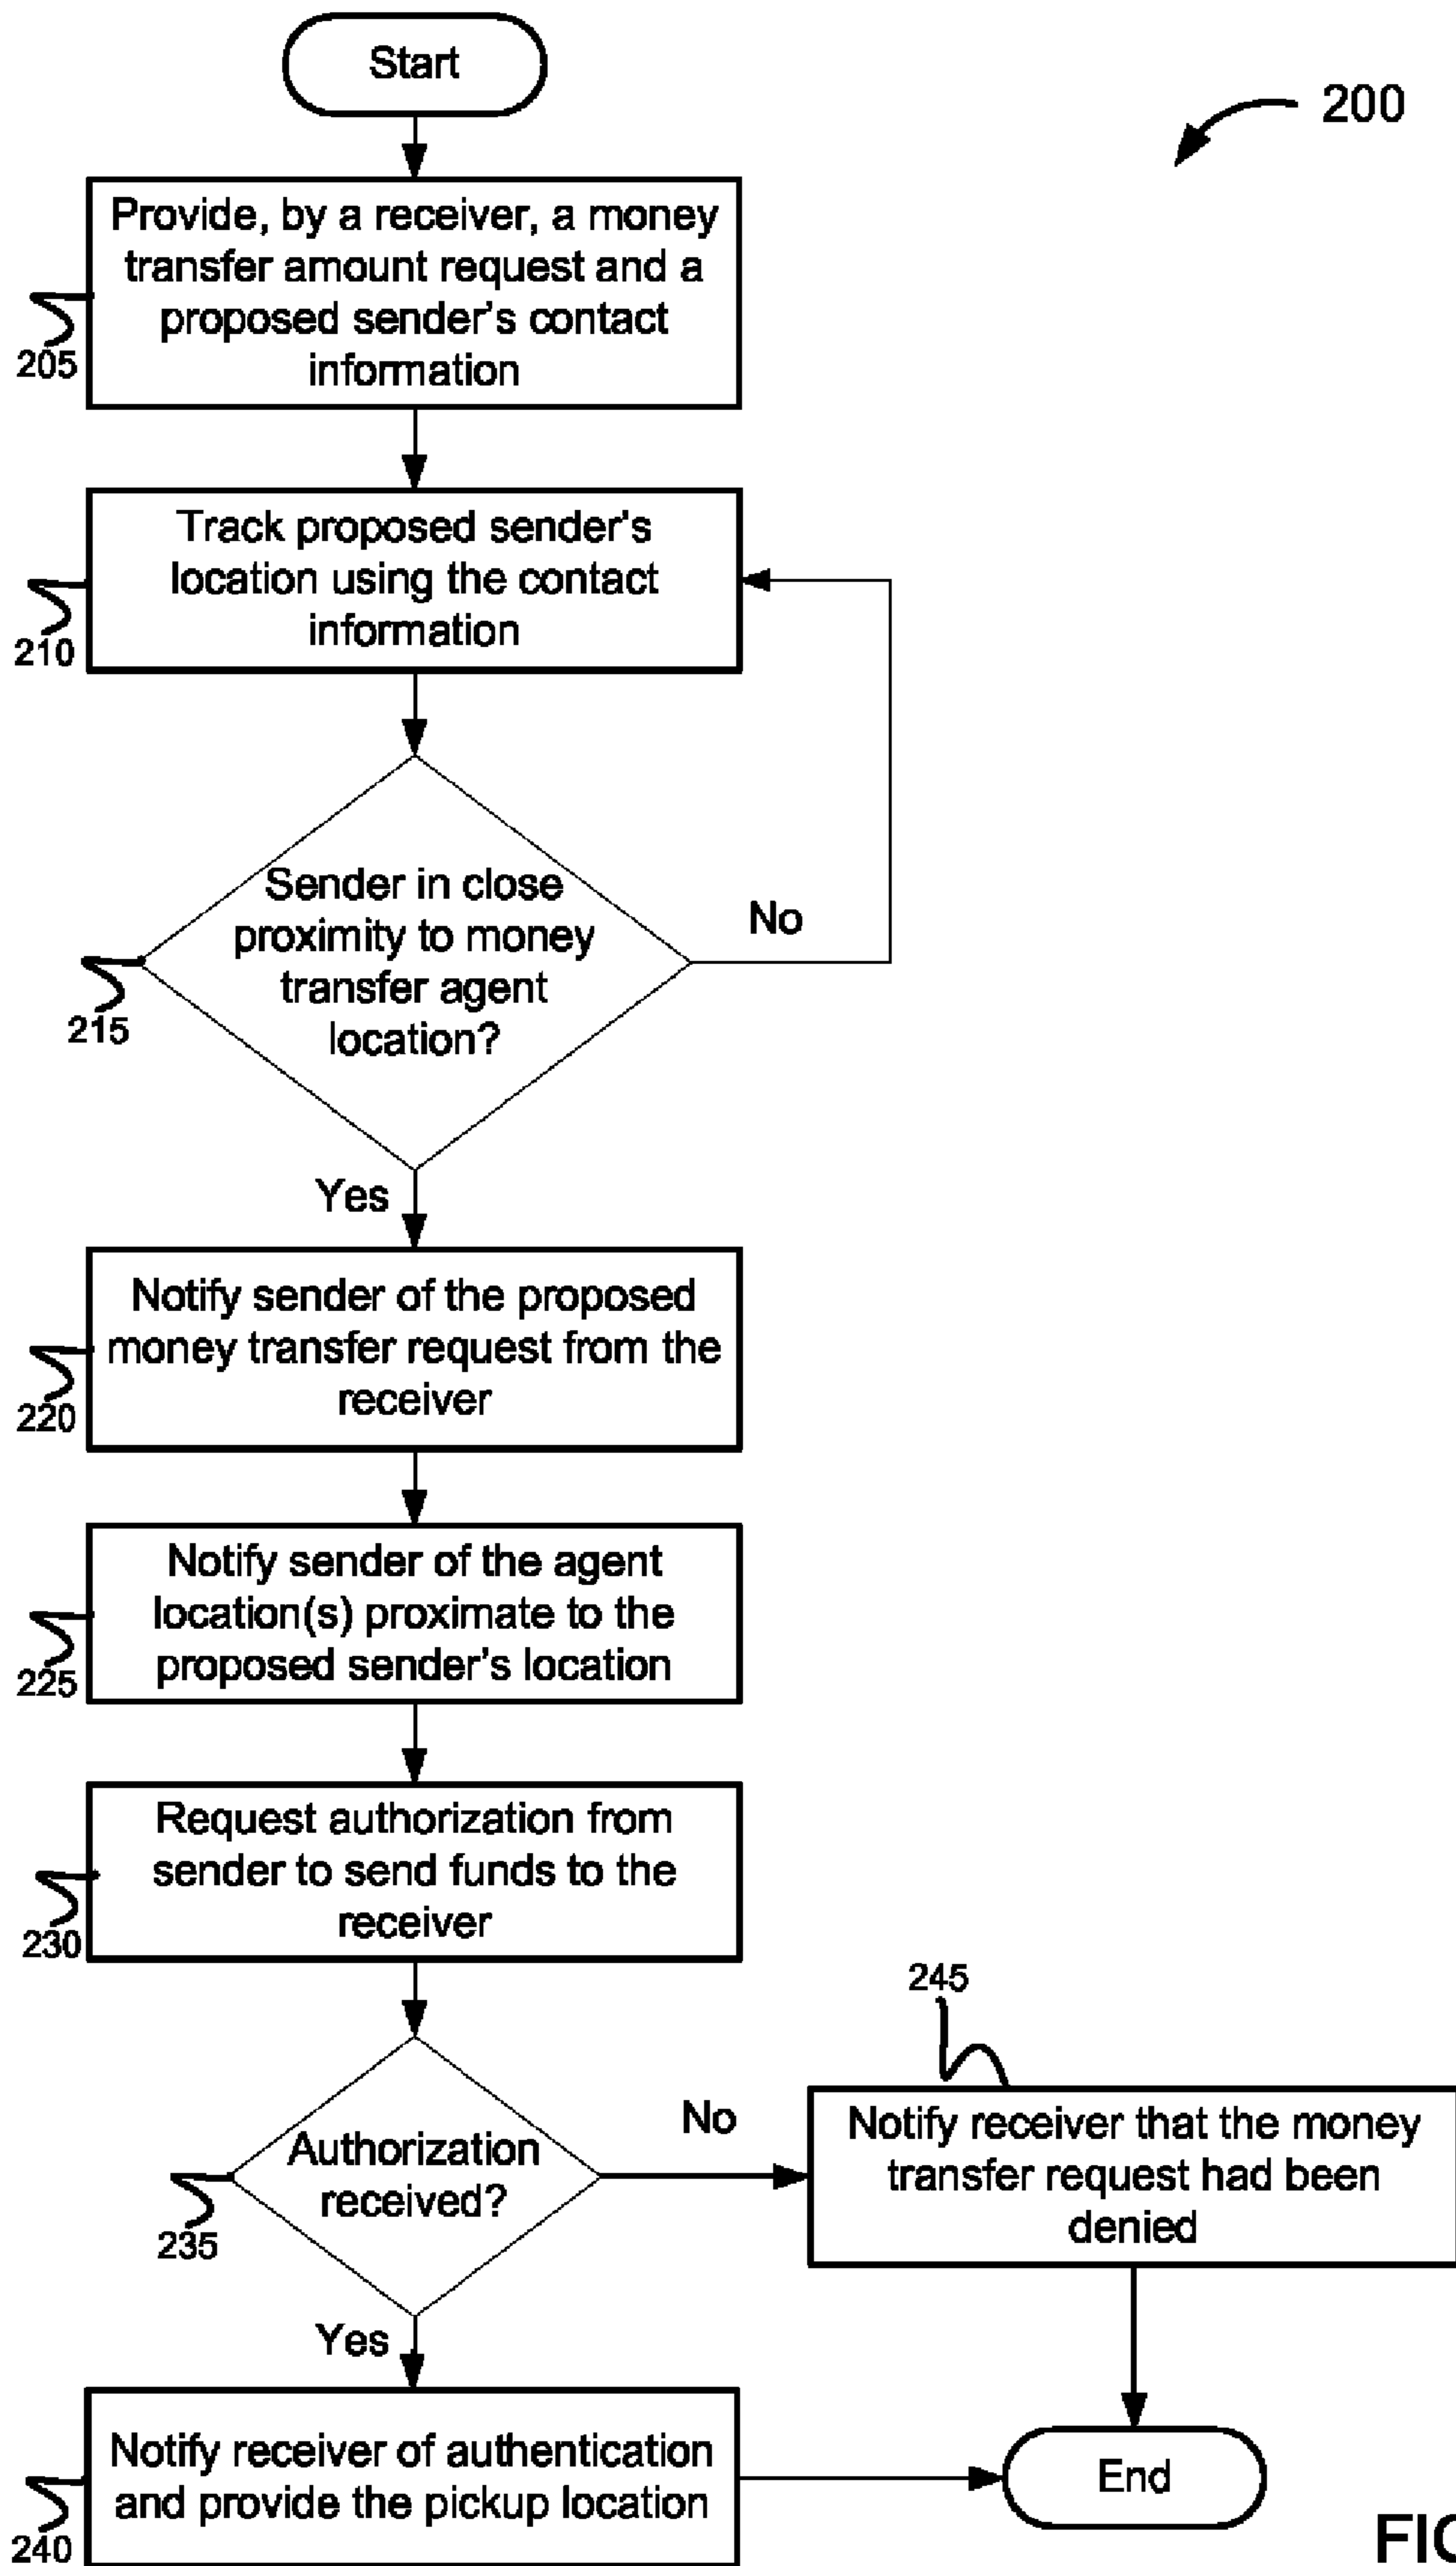 Start
200
Provide, by a receiver, a money
transfer amount request and a
proposed sender's contact
information
205
Track proposed sender's
location using the contact
information
210
Sender in close
proximity to money
transfer agent
location?
No
215
Yes
Notify sender of the proposed
money transfer request from the
receiver
220
Notify sender of the agent
location(s) proximate to the
proposed sender's location
225
Request authorization from
sender to send funds to the
receiver
230
245
Authorization
received?
No
235
Notify receiver that the money
transfer request had been
denied
Yes
Notify receiver of authentication
and provide the pickup location
240
End